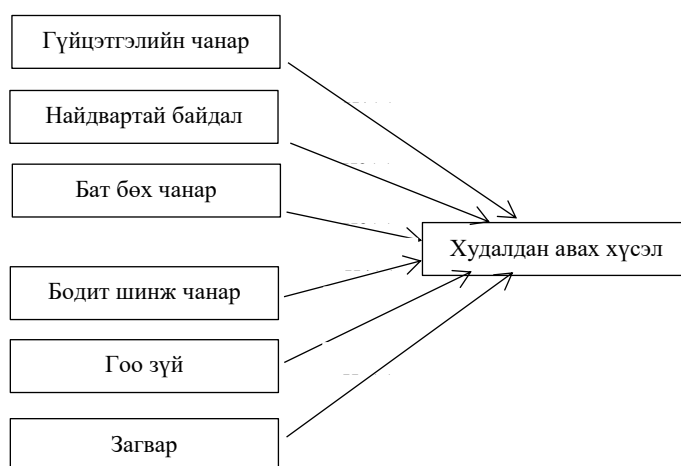 Гүйцэтгэлийн чанар
Найдвартай байдал
Бат бөх чанар
Худалдан авах хүсэл
Бодит шинж чанар
Гоо зүй
Загвар